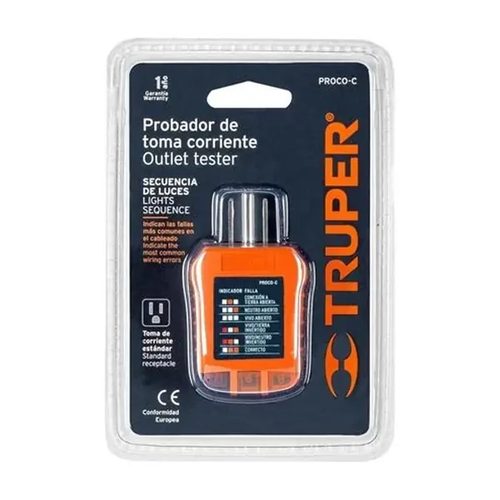 1 año
Garantía
Warranty
PROCO-C
Probador de
toma corriente
Outlet tester
SECUENCIA
DE LUCES
LIGHTS
SEQUENCE
Indican las fallas
más comunes en
el cableado
Indicate the
most common
wiring errors
TRUPER®
PROCO-C
INDICADOR FALLA
CONEXIÓN A
TIERRA ABIERTA
NEUTRO ABIERTO
VIVO ABIERTO
VIVO/TIERRA
INVERTIDO
VIVO/NEUTRO
INVERTIDO
CORRECTO
Toma de
corriente
estándar
Standard
receptacle
CE
Conformidad
Europea